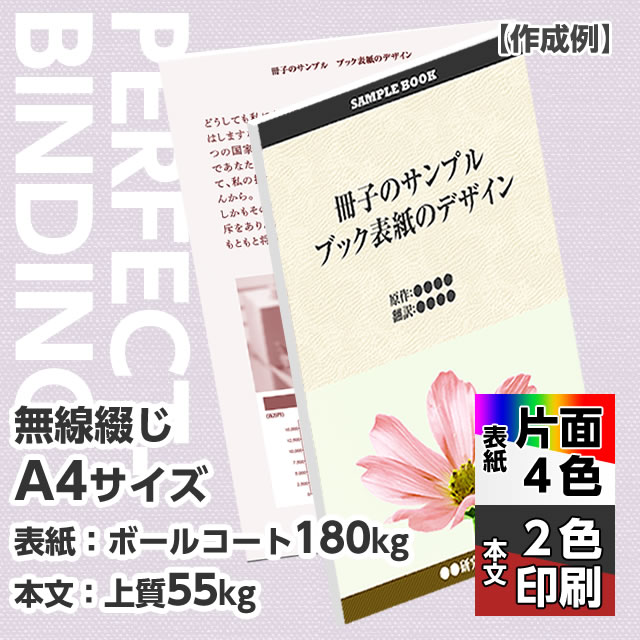 PERFECT
BINDING
【作成例】
冊子のサンプル ブック表紙のデザイン
どうしても私に
はします
つの国家
であなた
て、私の
んから。
しかもその
斥をあり
もともと将
SAMPLE BOOK
冊子のサンプル
ブック表紙のデザイン
原作:●●●●
翻訳:●●●●
無線綴じ
A4サイズ
表紙：ボールコート180kg
本文：上質55kg
表紙
片面
4色
本文
2色
印刷